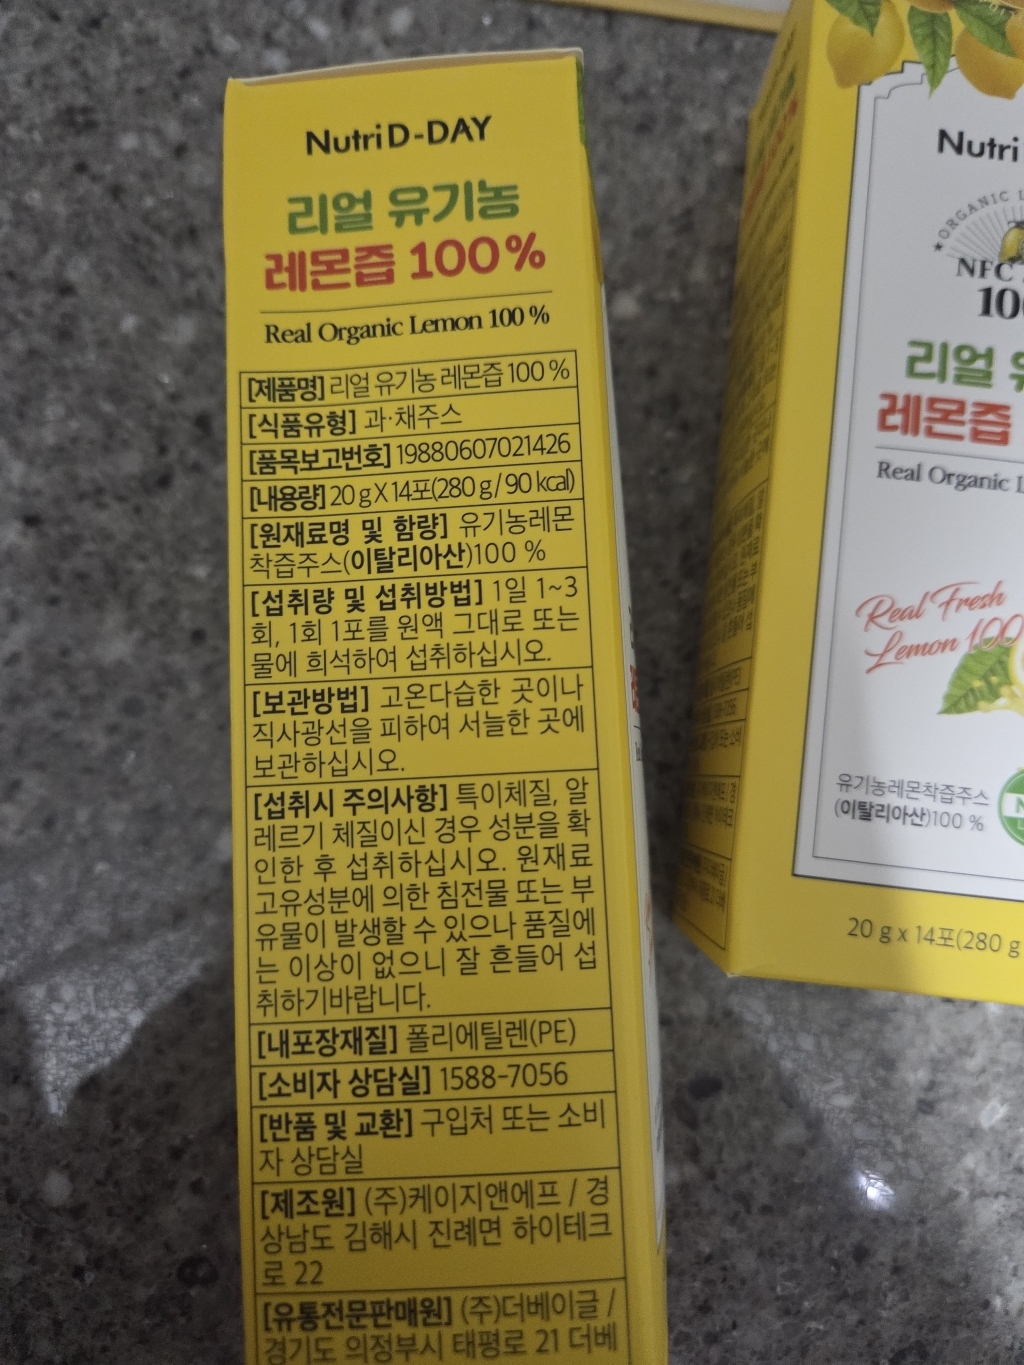 NutriD-DAY
리얼 유기농
레몬즙 100%
Real Organic Lemon 100 %
[제품명] 리얼 유기농 레몬즙 100 %
[식품유형] 과·채주스
[품목보고번호] 19880607021426
[내용량] 20 g X 14포(280 g / 90 kcal)
[원재료명 및 함량] 유기농레몬
착즙주스(이탈리아산)100 %
[섭취량 및 섭취방법] 1일 1~3
회, 1회 1포를 원액 그대로 또는
물에 희석하여 섭취하십시오.
[보관방법] 고온다습한 곳이나
직사광선을 피하여 서늘한 곳에
보관하십시오.
[섭취시 주의사항] 특이체질, 알
레르기 체질이신 경우 성분을 확
인한 후 섭취하십시오. 원재료
고유성분에 의한 침전물 또는 부
유물이 발생할 수 있으나 품질에
는 이상이 없으니 잘 흔들어 섭
취하기바랍니다.
[내포장재질] 폴리에틸렌(PE)
[소비자 상담실] 1588-7056
[반품 및 교환] 구입처 또는 소비
자 상담실
[제조원] (주)케이지앤에프 / 경
상남도 김해시 진례면 하이테크
로 22
[유통전문판매원] (주)더베이글 /
경기도 의정부시 태평로 21 더베
Nutri
ORGANIC
NFC
리얼
레몬즙
Real Organic
Real Fresh
Lemon 100
유기농레몬착즙주스
(이탈리아산)100 %
20 g x 14포(280 g